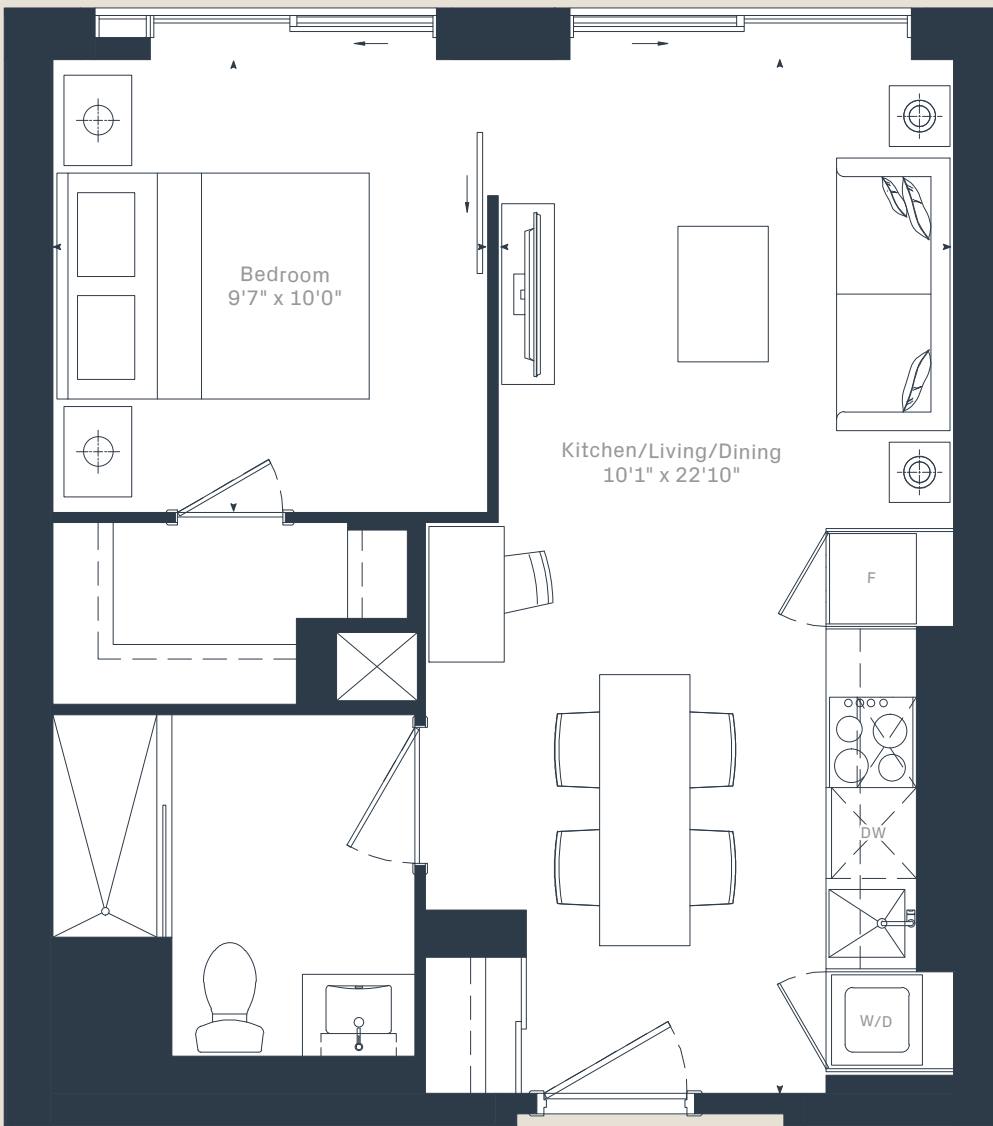 Bedroom
9'7" x 10'0"
Kitchen/Living/Dining
10'1" x 22'10"
F
DW
W/D